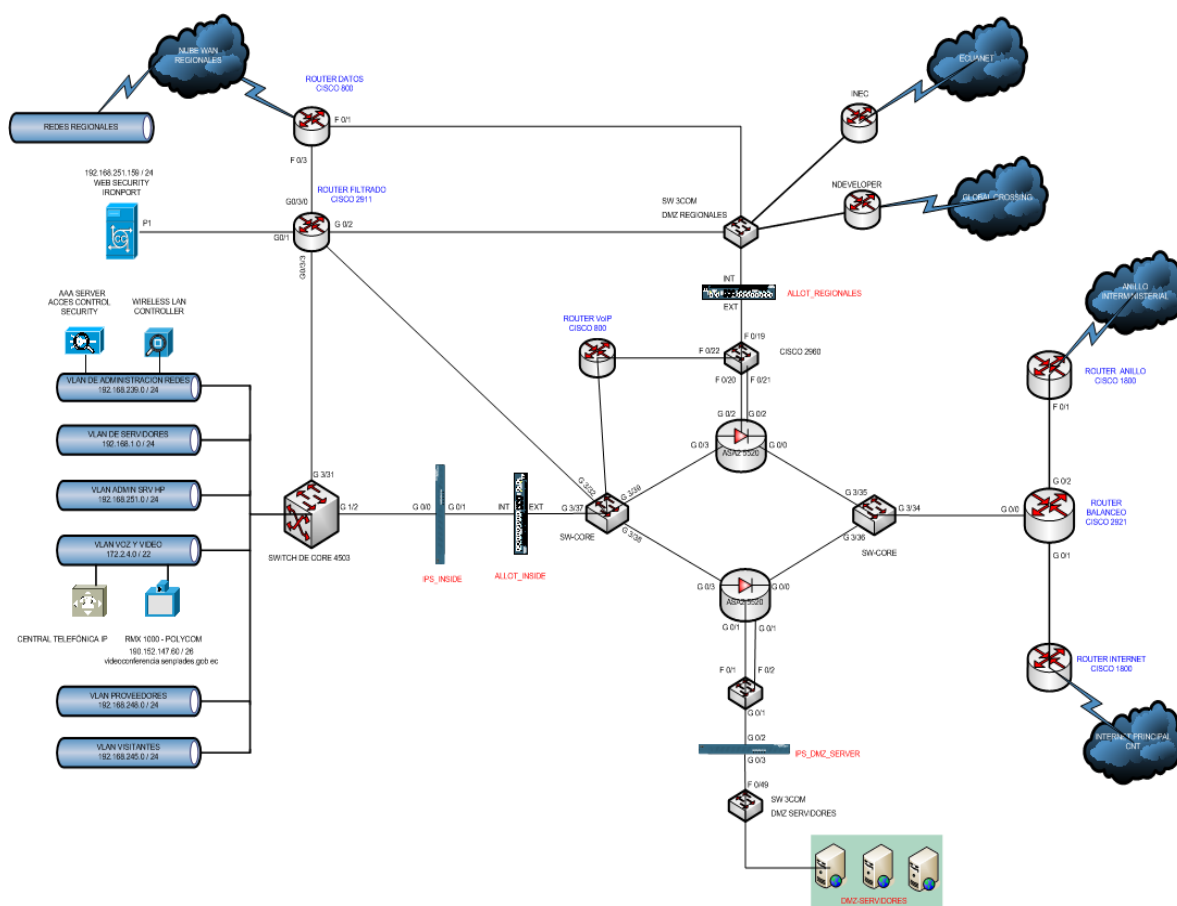 NUBE WAN
REGIONALES
REDES REGIONALES
ROUTER DATOS
CISCO 800
F 0/1
F 0/3
192.168.251.159 / 24
WEB SECURITY
IRONPORT
P1
ROUTER FILTRADO
CISCO 2911
G0/3/0
G0/1
G 0/2
G0/3/3
ECUANET
INEC
NDEVELOPER
GLOBAL CROSSING
SW 3COM
DMZ REGIONALES
INT
ALLOT_REGIONALES
EXT
F 0/19
CISCO 2960
F 0/22
F 0/20
F 0/21
ROUTER VoIP
CISCO 800
G 0/2
G 0/2
G 0/3
G 0/0
ASA2 5520
ANILLO
INTERMINISTERIAL
ROUTER ANILLO
CISCO 1800
F 0/1
G 0/2
ROUTER
BALANCEO
CISCO 2921
G 0/0
G 0/1
ROUTER INTERNET
CISCO 1800
INTERNET PRINCIPAL
CNT
AAA SERVER
ACCES CONTROL
SECURITY
WIRELESS LAN
CONTROLLER
VLAN DE ADMINISTRACION REDES
192.168.239.0 / 24
VLAN DE SERVIDORES
192.168.1.0 / 24
VLAN ADMIN SRV HP
192.168.251.0 / 24
VLAN VOZ Y VIDEO
172.2.4.0 / 22
CENTRAL TELEFÓNICA IP
RMX 1000 - POLYCOM
190.152.147.60 / 26
videoconferencia.senplades.gob.ec
VLAN PROVEEDORES
192.168.248.0 / 24
VLAN VISITANTES
192.168.245.0 / 24
G 3/31
G 1/2
SWITCH DE CORE 4503
G 0/0
G 0/1
IPS_INSIDE
INT
EXT
ALLOT_INSIDE
G 3/32
G 3/37
G 3/39
G 3/38
SW-CORE
G 3/35
G 3/34
G 3/36
SW-CORE
G 0/3
G 0/0
ASA2 5520
G 0/1
G 0/1
F 0/1
F 0/2
G 0/1
G 0/2
IPS_DMZ_SERVER
G 0/3
F 0/49
SW 3COM
DMZ SERVIDORES
DMZ-SERVIDORES